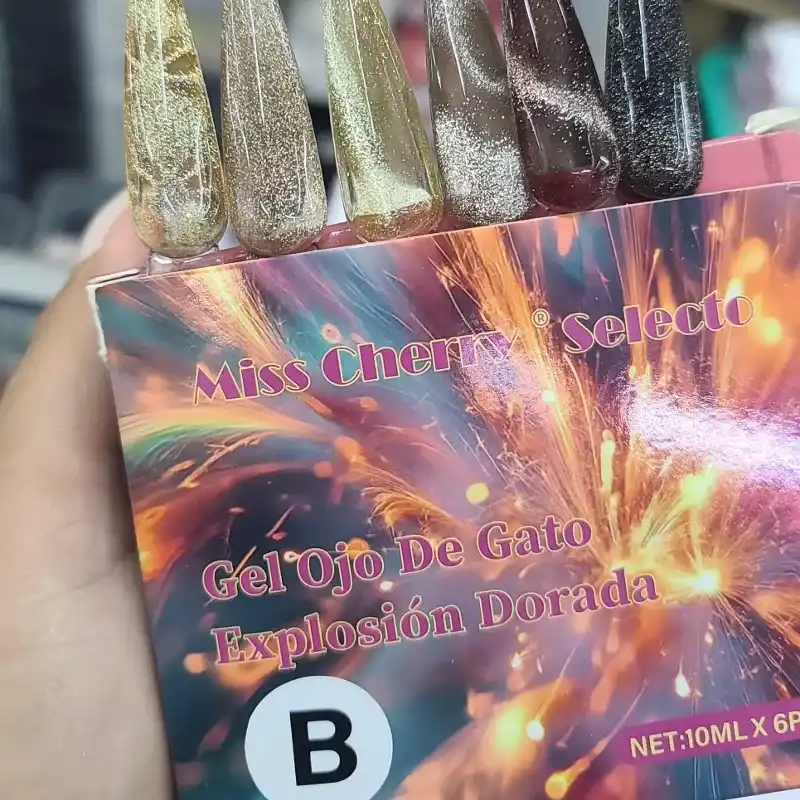 Miss Cherry® Selecto
Gel Ojo De Gato
Explosión Dorada
B
NET:10ML X 6P